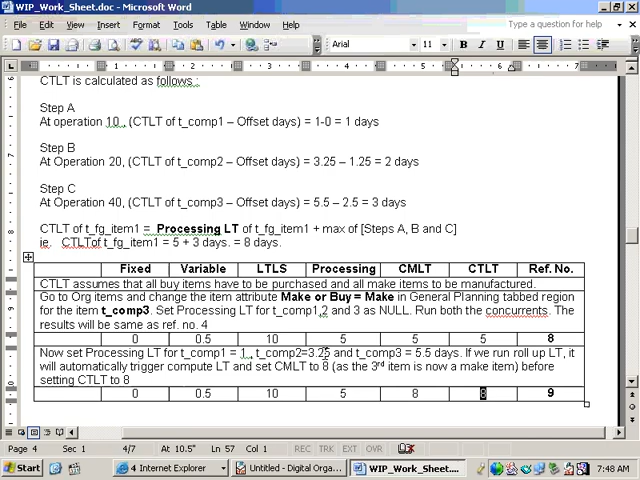 WIP_Work_Sheet.doc - Microsoft Word
File Edit View Insert Format Tools Table Window Help Type a question for help
Arial 11 B I U
1 2 3 4 5 6 7
CTLT is calculated as follows :
Step A
At operation 10 , (CTLT of t_comp1 – Offset days) = 1-0 = 1 days
Step B
At Operation 20, (CTLT of t_comp2 – Offset days) = 3.25 – 1.25 = 2 days
Step C
At Operation 40, (CTLT of t_comp3 – Offset days) = 5.5 – 2.5 = 3 days
CTLT of t_fg_item1 = Processing LT of t_fg_item1 + max of [Steps A, B and C]
ie. CTLTof t_fg_item1 = 5 + 3 days. = 8 days.
Fixed Variable LTLS Processing CMLT CTLT Ref. No.
CTLT assumes that all buy items have to be purchased and all make items to be manufactured.
Go to Org items and change the item attribute Make or Buy = Make in General Planning tabbed region
for the item t_comp3. Set Processing LT for t_comp1,2 and 3 as NULL. Run both the concurrents. The
results will be same as ref. no. 4
0 0.5 10 5 5 5 8
Now set Processing LT for t_comp1 = 1 , t_comp2=3.25 and t_comp3 = 5.5 days. If we run roll up LT, it
will automatically trigger compute LT and set CMLT to 8 (as the 3rd item is now a make item) before
setting CTLT to 8
0 0.5 10 5 8 8 9
Page 4 Sec 1 4/7 At 10.5" Ln 57 Col 1 REC TRK EXT OVR
Start 4 Internet Explorer Untitled - Digital Orga... WIP_Work_Sheet.... 7:48 AM